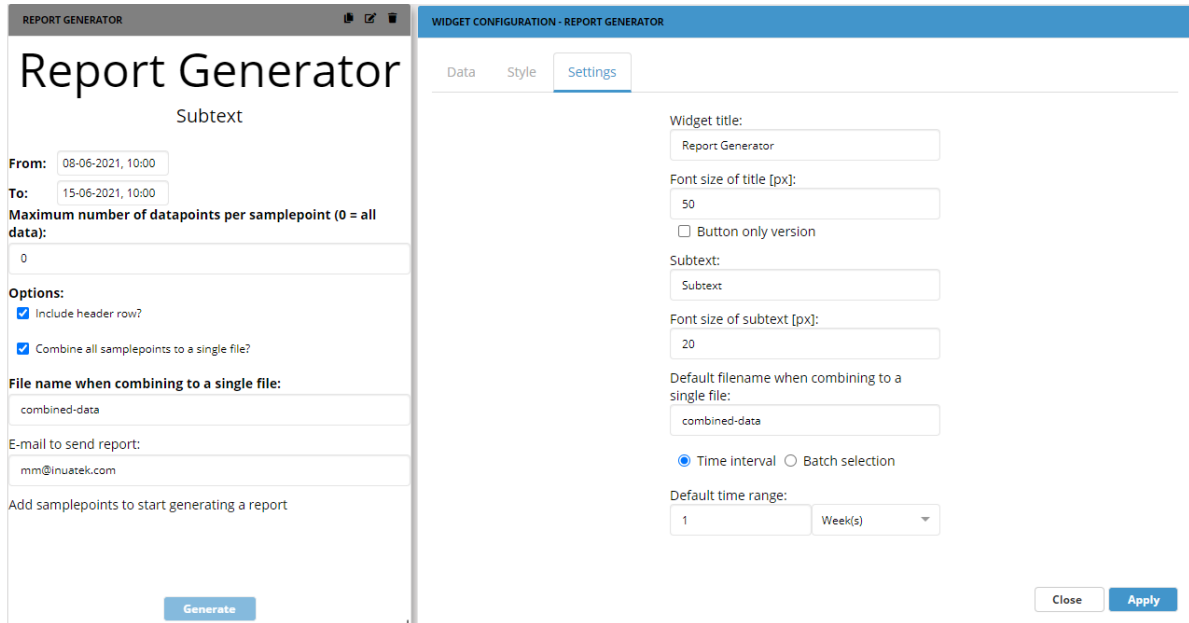 REPORT GENERATOR
Report Generator
Subtext
From: 08-06-2021, 10:00
To: 15-06-2021, 10:00
Maximum number of datapoints per samplepoint (0 = all
data):
0
Options:
Include header row?
Combine all samplepoints to a single file?
File name when combining to a single file:
combined-data
E-mail to send report:
mm@inuatek.com
Add samplepoints to start generating a report
Generate
WIDGET CONFIGURATION - REPORT GENERATOR
Data Style Settings
Widget title:
Report Generator
Font size of title [px]:
50
Button only version
Subtext:
Subtext
Font size of subtext [px]:
20
Default filename when combining to a
single file:
combined-data
Time interval Batch selection
Default time range:
1 Week(s)
Close Apply